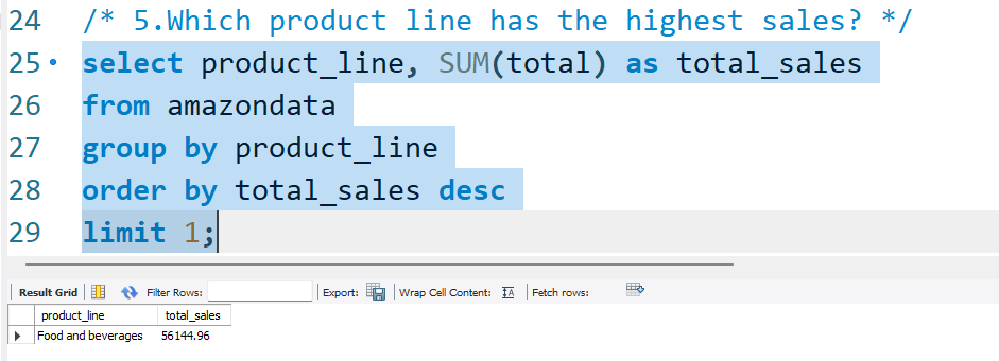 24 /* 5.Which product line has the highest sales? */
25 select product_line, SUM(total) as total_sales
26 from amazondata
27 group by product_line
28 order by total_sales desc
29 limit 1;
Result Grid Filter Rows: Export: Wrap Cell Content: Fetch rows:
product_line total_sales
Food and beverages 56144.96